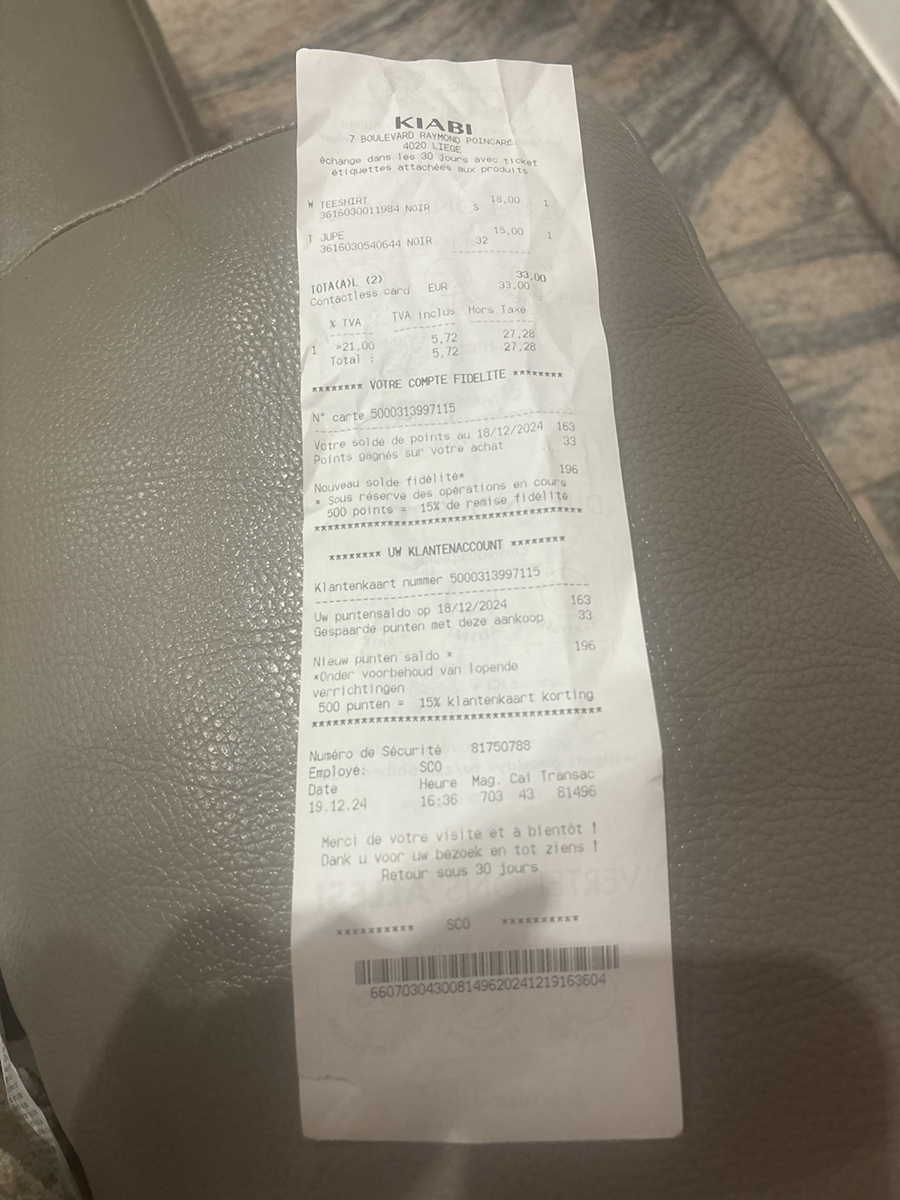 KIABI
7 BOULEVARD RAYMOND POINCARE
4020 LIEGE
échange dans les 30 Jours avec ticket
étiquettes attachées aux produits
W TEESHIRT 18,00 1
3616030011984 NOIR S
T JUPE 15,00 1
3616030540644 NOIR 32
TOTA(A)L (2) 33,00
Contactless card EUR 33,00
% TVA TVA inclus Hors Taxe
1 >21,00 5,72 27,28
Total : 5,72 27,28
******** VOTRE COMPTE FIDELITE ********
N° carte 5000313997115
Votre solde de points au 18/12/2024 163
Points gagnés sur votre achat 33
Nouveau solde fidélité* 196
* Sous réserve des opérations en cours
500 points = 15% de remise fidélité
******************************************
******** UW KLANTENACCOUNT ********
Klantenkaart nummer 5000313997115
Uw puntensaldo op 18/12/2024 163
Gespaarde punten met deze aankoop 33
Nieuw punten saldo * 196
*Onder voorbehoud van lopende
verrichtingen
500 punten = 15% klantenkaart korting
******************************************
Numéro de Sécurité 81750788
Employé: SCO
Date Heure Mag. Cai Transac
19.12.24 16:36 703 43 81496
Merci de votre visite et à bientôt !
Dank u voor uw bezoek en tot ziens !
Retour sous 30 jours
********** SCO **********
660703043008149620241219163604